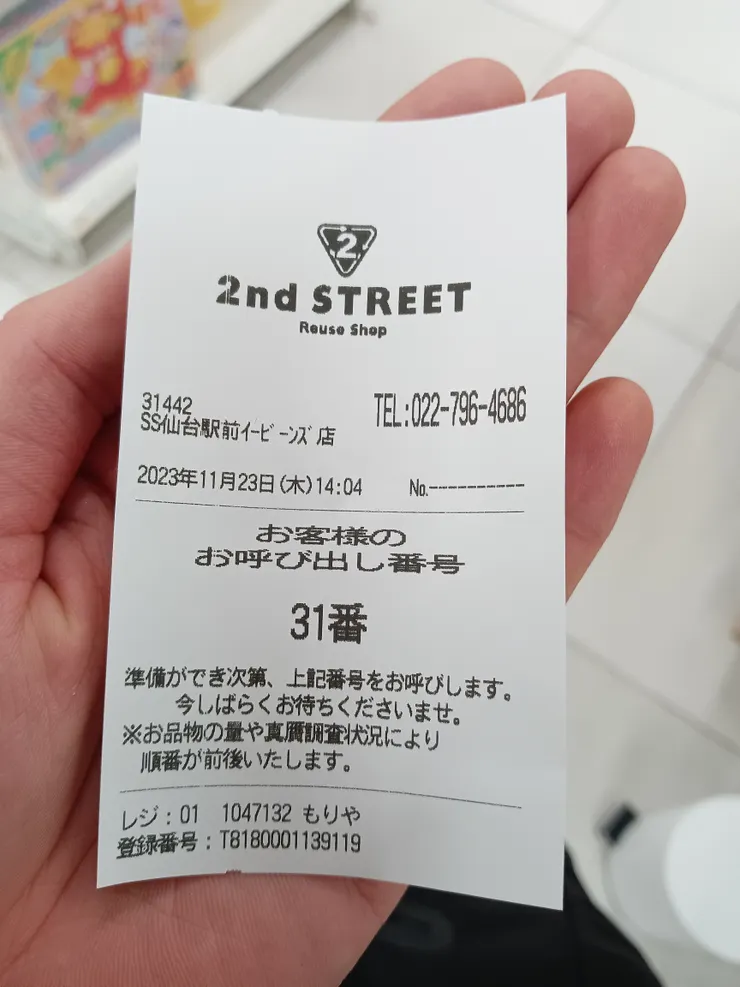 2
2nd STREET
Reuse Shop
31442
SS仙台駅前イービーンズ店
TEL:022-796-4686
2023年11月23日(木)14:04 No.----------
お客様の
お呼び出し番号
31番
準備ができ次第、上記番号をお呼びします。
今しばらくお待ちくださいませ。
※お品物の量や真贋調査状況により
順番が前後いたします。
レジ:01 1047132 もりや
登録番号:T8180001139119